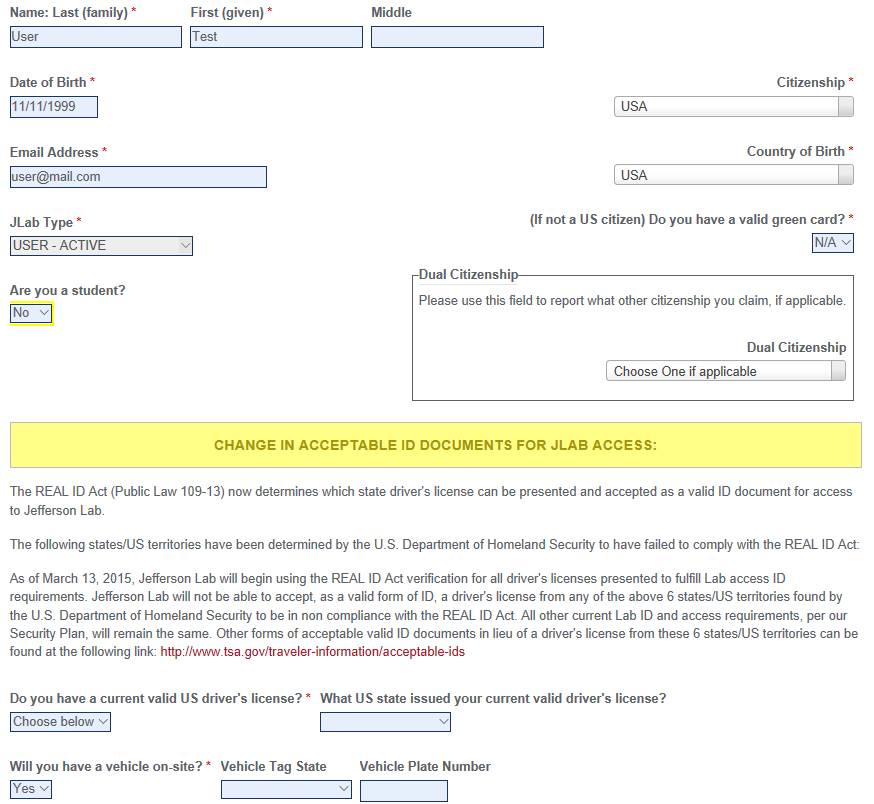 Name: Last (family) * First (given) * Middle
User Test
Date of Birth * Citizenship *
11/11/1999 USA
Email Address * Country of Birth *
user@mail.com USA
JLab Type * (If not a US citizen) Do you have a valid green card? *
USER - ACTIVE N/A
Are you a student? Dual Citizenship
No Please use this field to report what other citizenship you claim, if applicable.
Dual Citizenship
Choose One if applicable
CHANGE IN ACCEPTABLE ID DOCUMENTS FOR JLAB ACCESS:
The REAL ID Act (Public Law 109-13) now determines which state driver's license can be presented and accepted as a valid ID document for access
to Jefferson Lab.
The following states/US territories have been determined by the U.S. Department of Homeland Security to have failed to comply with the REAL ID Act:
As of March 13, 2015, Jefferson Lab will begin using the REAL ID Act verification for all driver's licenses presented to fulfill Lab access ID
requirements. Jefferson Lab will not be able to accept, as a valid form of ID, a driver's license from any of the above 6 states/US territories found by
the U.S. Department of Homeland Security to be in non compliance with the REAL ID Act. All other current Lab ID and access requirements, per our
Security Plan, will remain the same. Other forms of acceptable valid ID documents in lieu of a driver's license from these 6 states/US territories can be
found at the following link: http://www.tsa.gov/traveler-information/acceptable-ids
Do you have a current valid US driver's license? * What US state issued your current valid driver's license?
Choose below
Will you have a vehicle on-site? * Vehicle Tag State Vehicle Plate Number
Yes